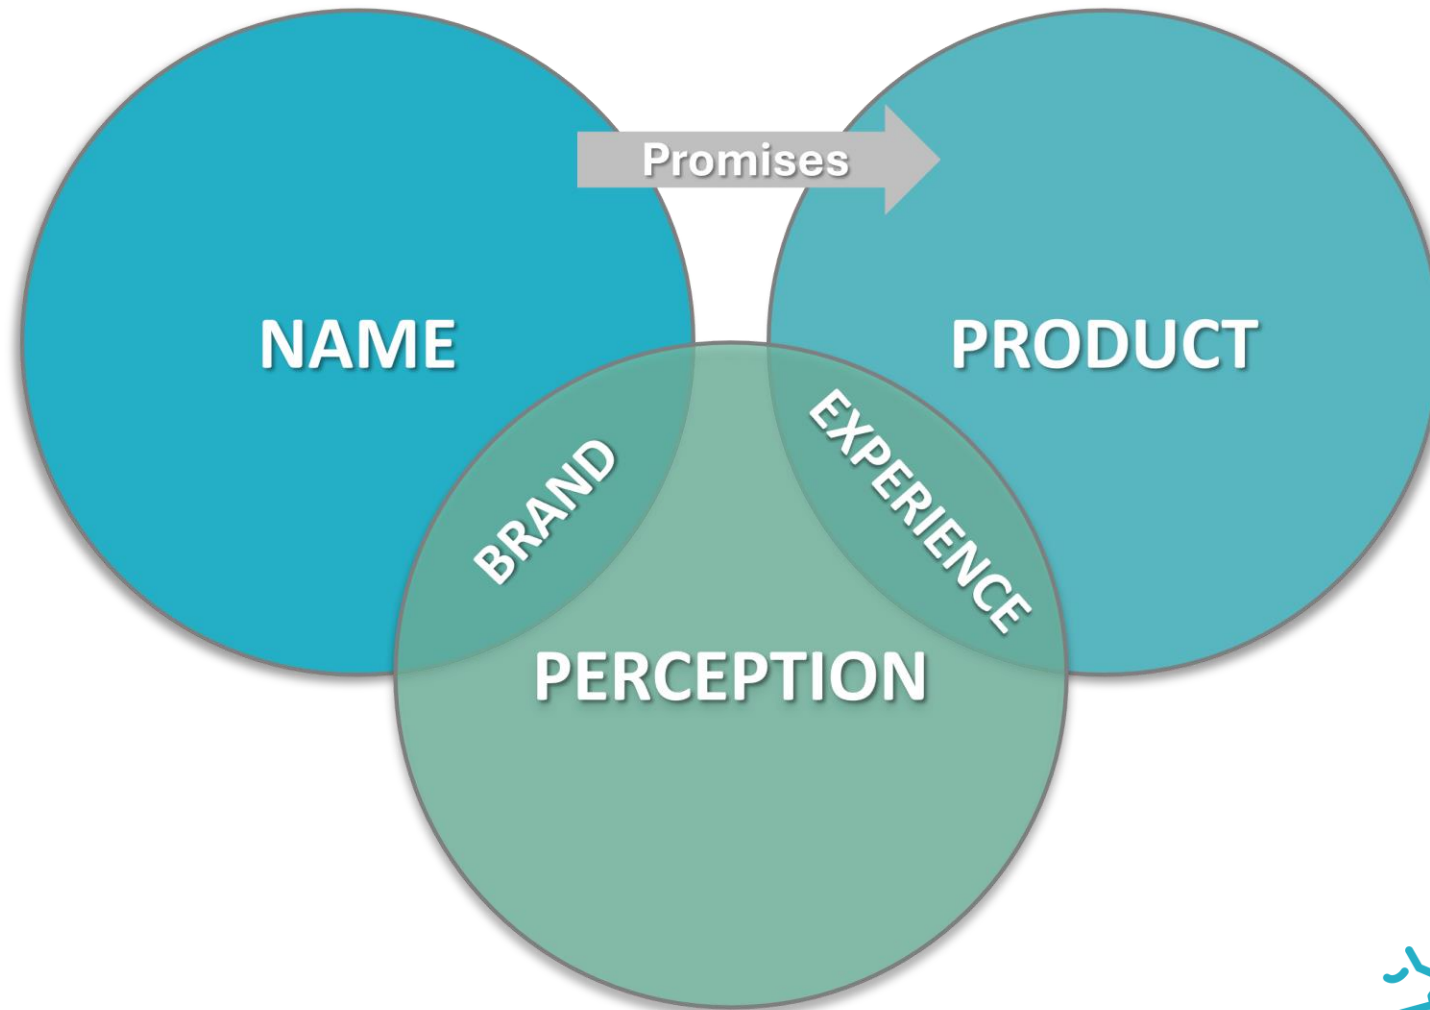 Promises
NAME
PRODUCT
BRAND
EXPERIENCE
PERCEPTION